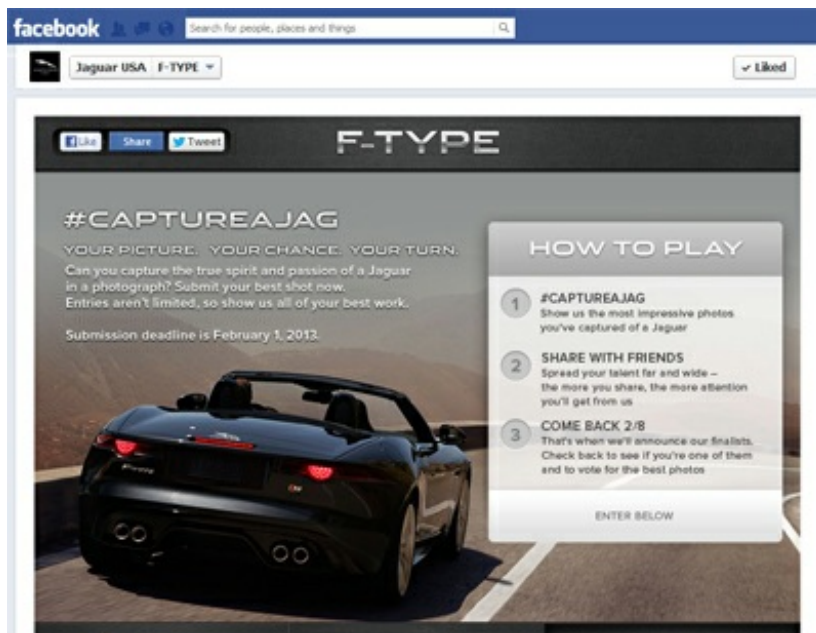 facebook
Search for people, places and things
Jaguar USA F-TYPE
Liked
Like Share Tweet
F-TYPE
#CAPTUREAJAG
YOUR PICTURE. YOUR CHANCE. YOUR TURN.
Can you capture the true spirit and passion of a Jaguar
in a photograph? Submit your best shot now.
Entries aren't limited, so show us all of your best work.
Submission deadline is February 1, 2013.
HOW TO PLAY
1 #CAPTUREAJAG
Show us the most impressive photos
you've captured of a Jaguar
2 SHARE WITH FRIENDS
Spread your talent far and wide –
the more you share, the more attention
you'll get from us
3 COME BACK 2/8
That's when we'll announce our finalists.
Check back to see if you're one of them
and to vote for the best photos
ENTER BELOW